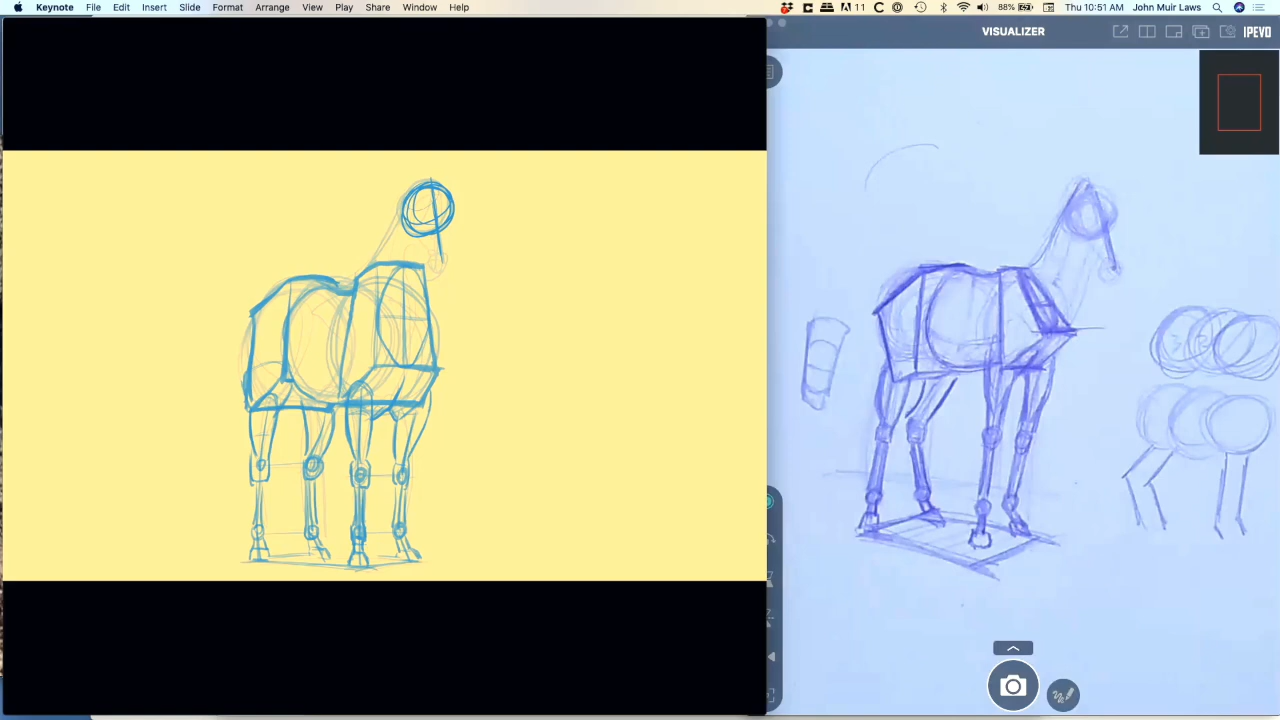 Keynote File Edit Insert Slide Format Arrange View Play Share Window Help 11 88% Thu 10:51 AM John Muir Laws
VISUALIZER IPEVO